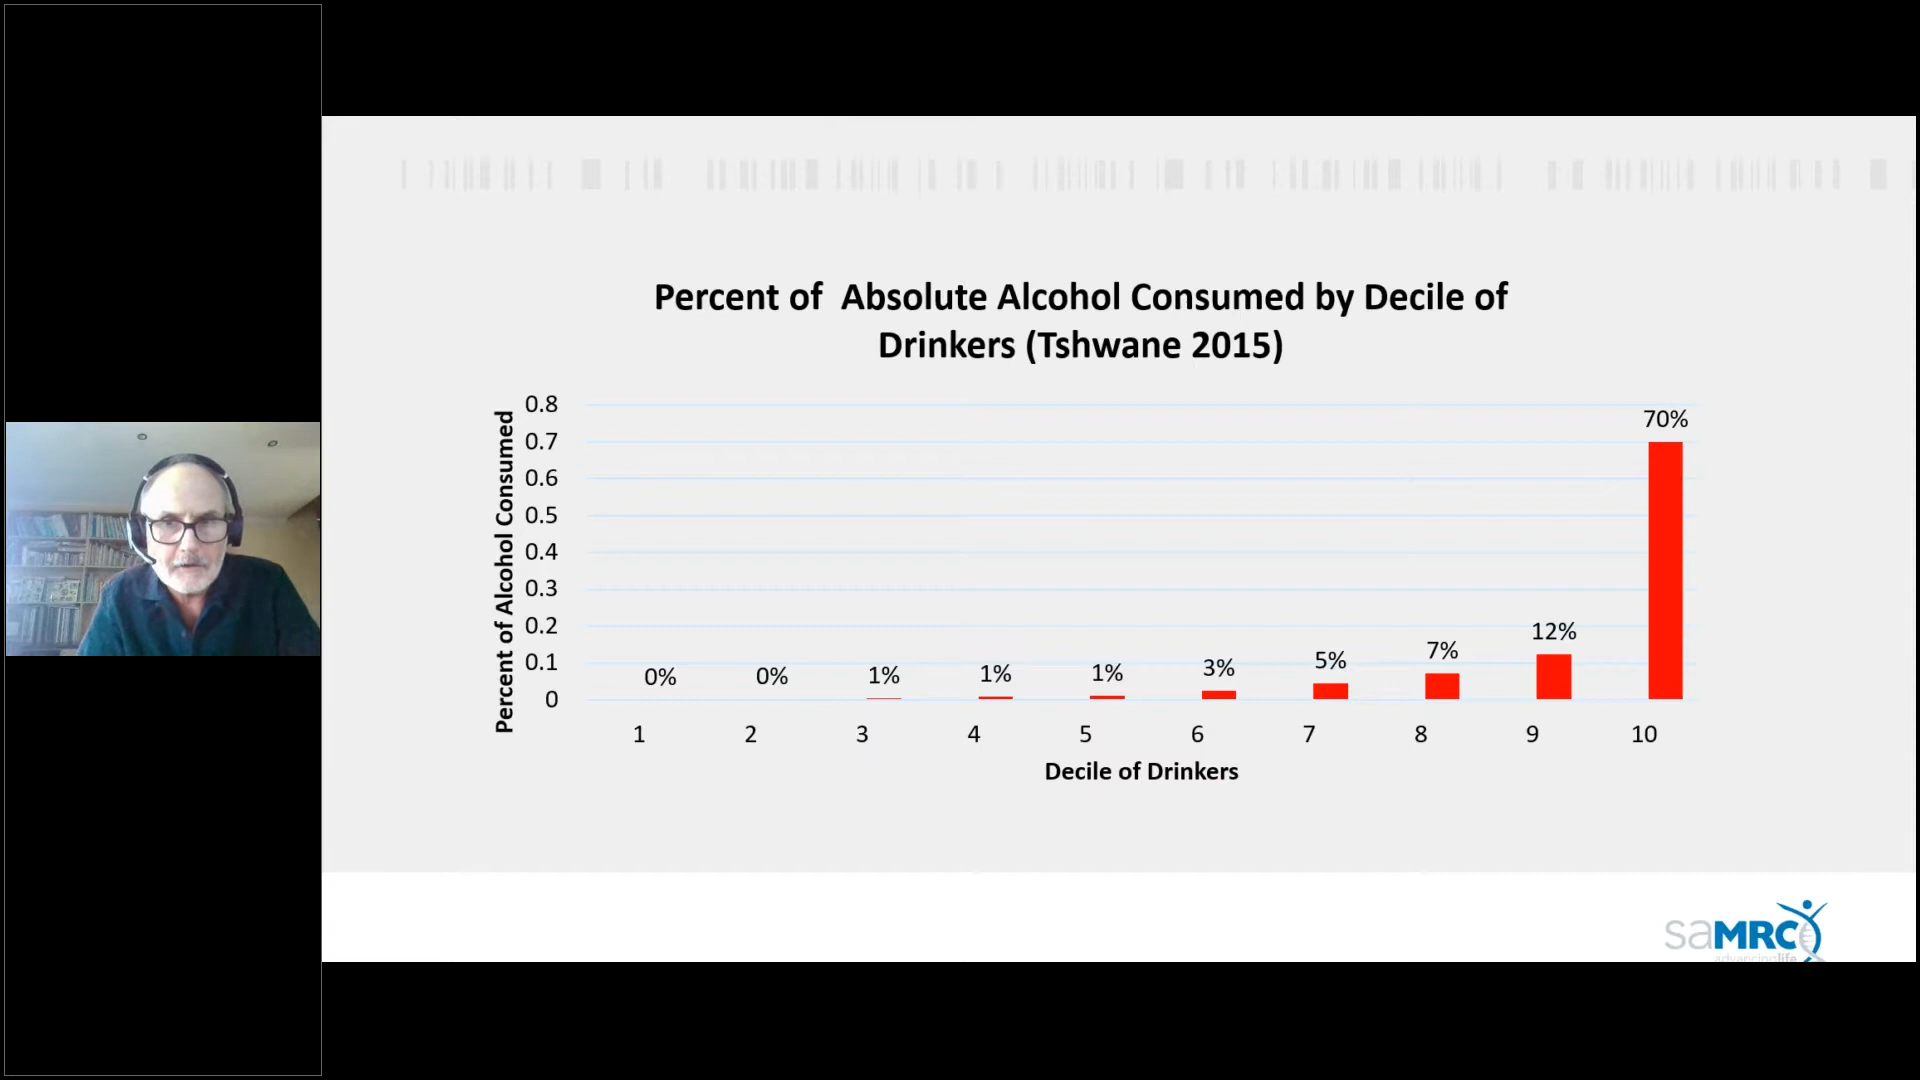 Percent of Absolute Alcohol Consumed by Decile of
Drinkers (Tshwane 2015)
Percent of Alcohol Consumed
0.8
0.7
0.6
0.5
0.4
0.3
0.2
0.1
0
0%
0%
1%
1%
1%
3%
5%
7%
12%
70%
1 2 3 4 5 6 7 8 9 10
Decile of Drinkers
saMRC
advancinglife